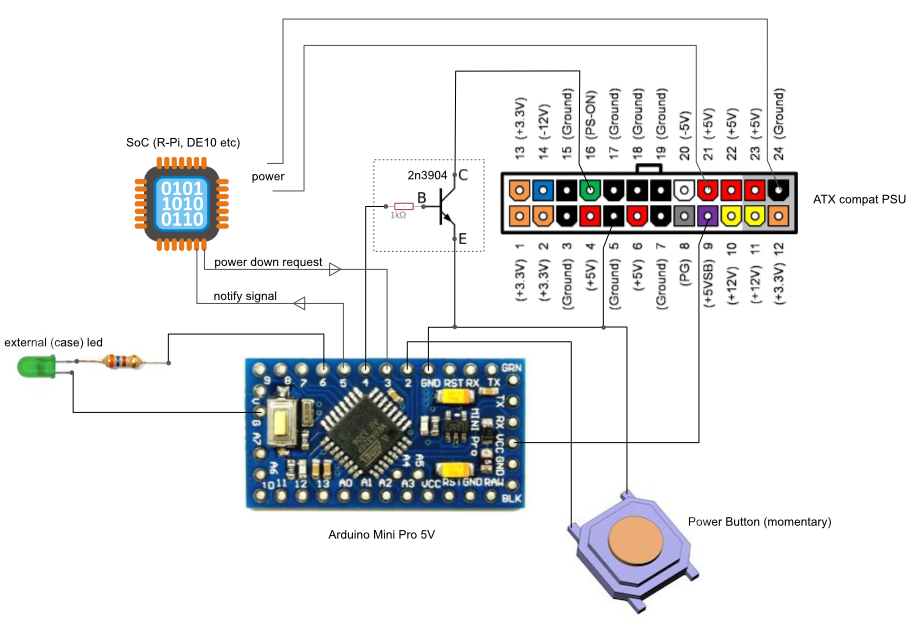 13 (+3.3V)
14 (-12V)
15 (Ground)
16 (PS-ON)
17 (Ground)
18 (Ground)
19 (Ground)
20 (-5V)
21 (+5V)
22 (+5V)
23 (+5V)
24 (Ground)
SoC (R-Pi, DE10 etc)
power
0101
1010
0110
2n3904
C
B
1kΩ
E
ATX compat PSU
1 (+3.3V)
2 (+3.3V)
3 (Ground)
4 (+5V)
5 (Ground)
6 (+5V)
7 (Ground)
8 (PG)
9 (+5VSB)
10 (+12V)
11 (+12V)
12 (+3.3V)
power down request
notify signal
external (case) led
9 8 7 6 5 4 3 2 GND RST RX TX GRN
TX
RX
VCC
GND
V
G
A7
A6
MINI Pro
A4
A5
10 11 12 13 A0 A1 A2 A3 VCC RST GND RAW
BLK
Arduino Mini Pro 5V
Power Button (momentary)